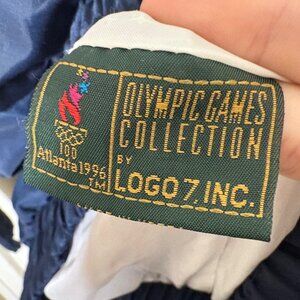 100
Atlanta 1996
TM
OLYMPIC GAMES
COLLECTION
BY
LOGO 7, INC.